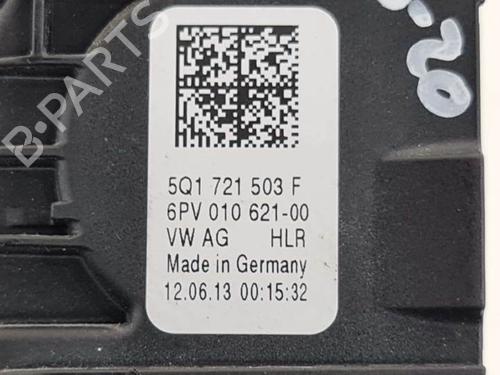 B-PARTS
-20
5Q1 721 503 F
6PV 010 621-00
VW AG HLR
Made in Germany
12.06.13 00:15:32